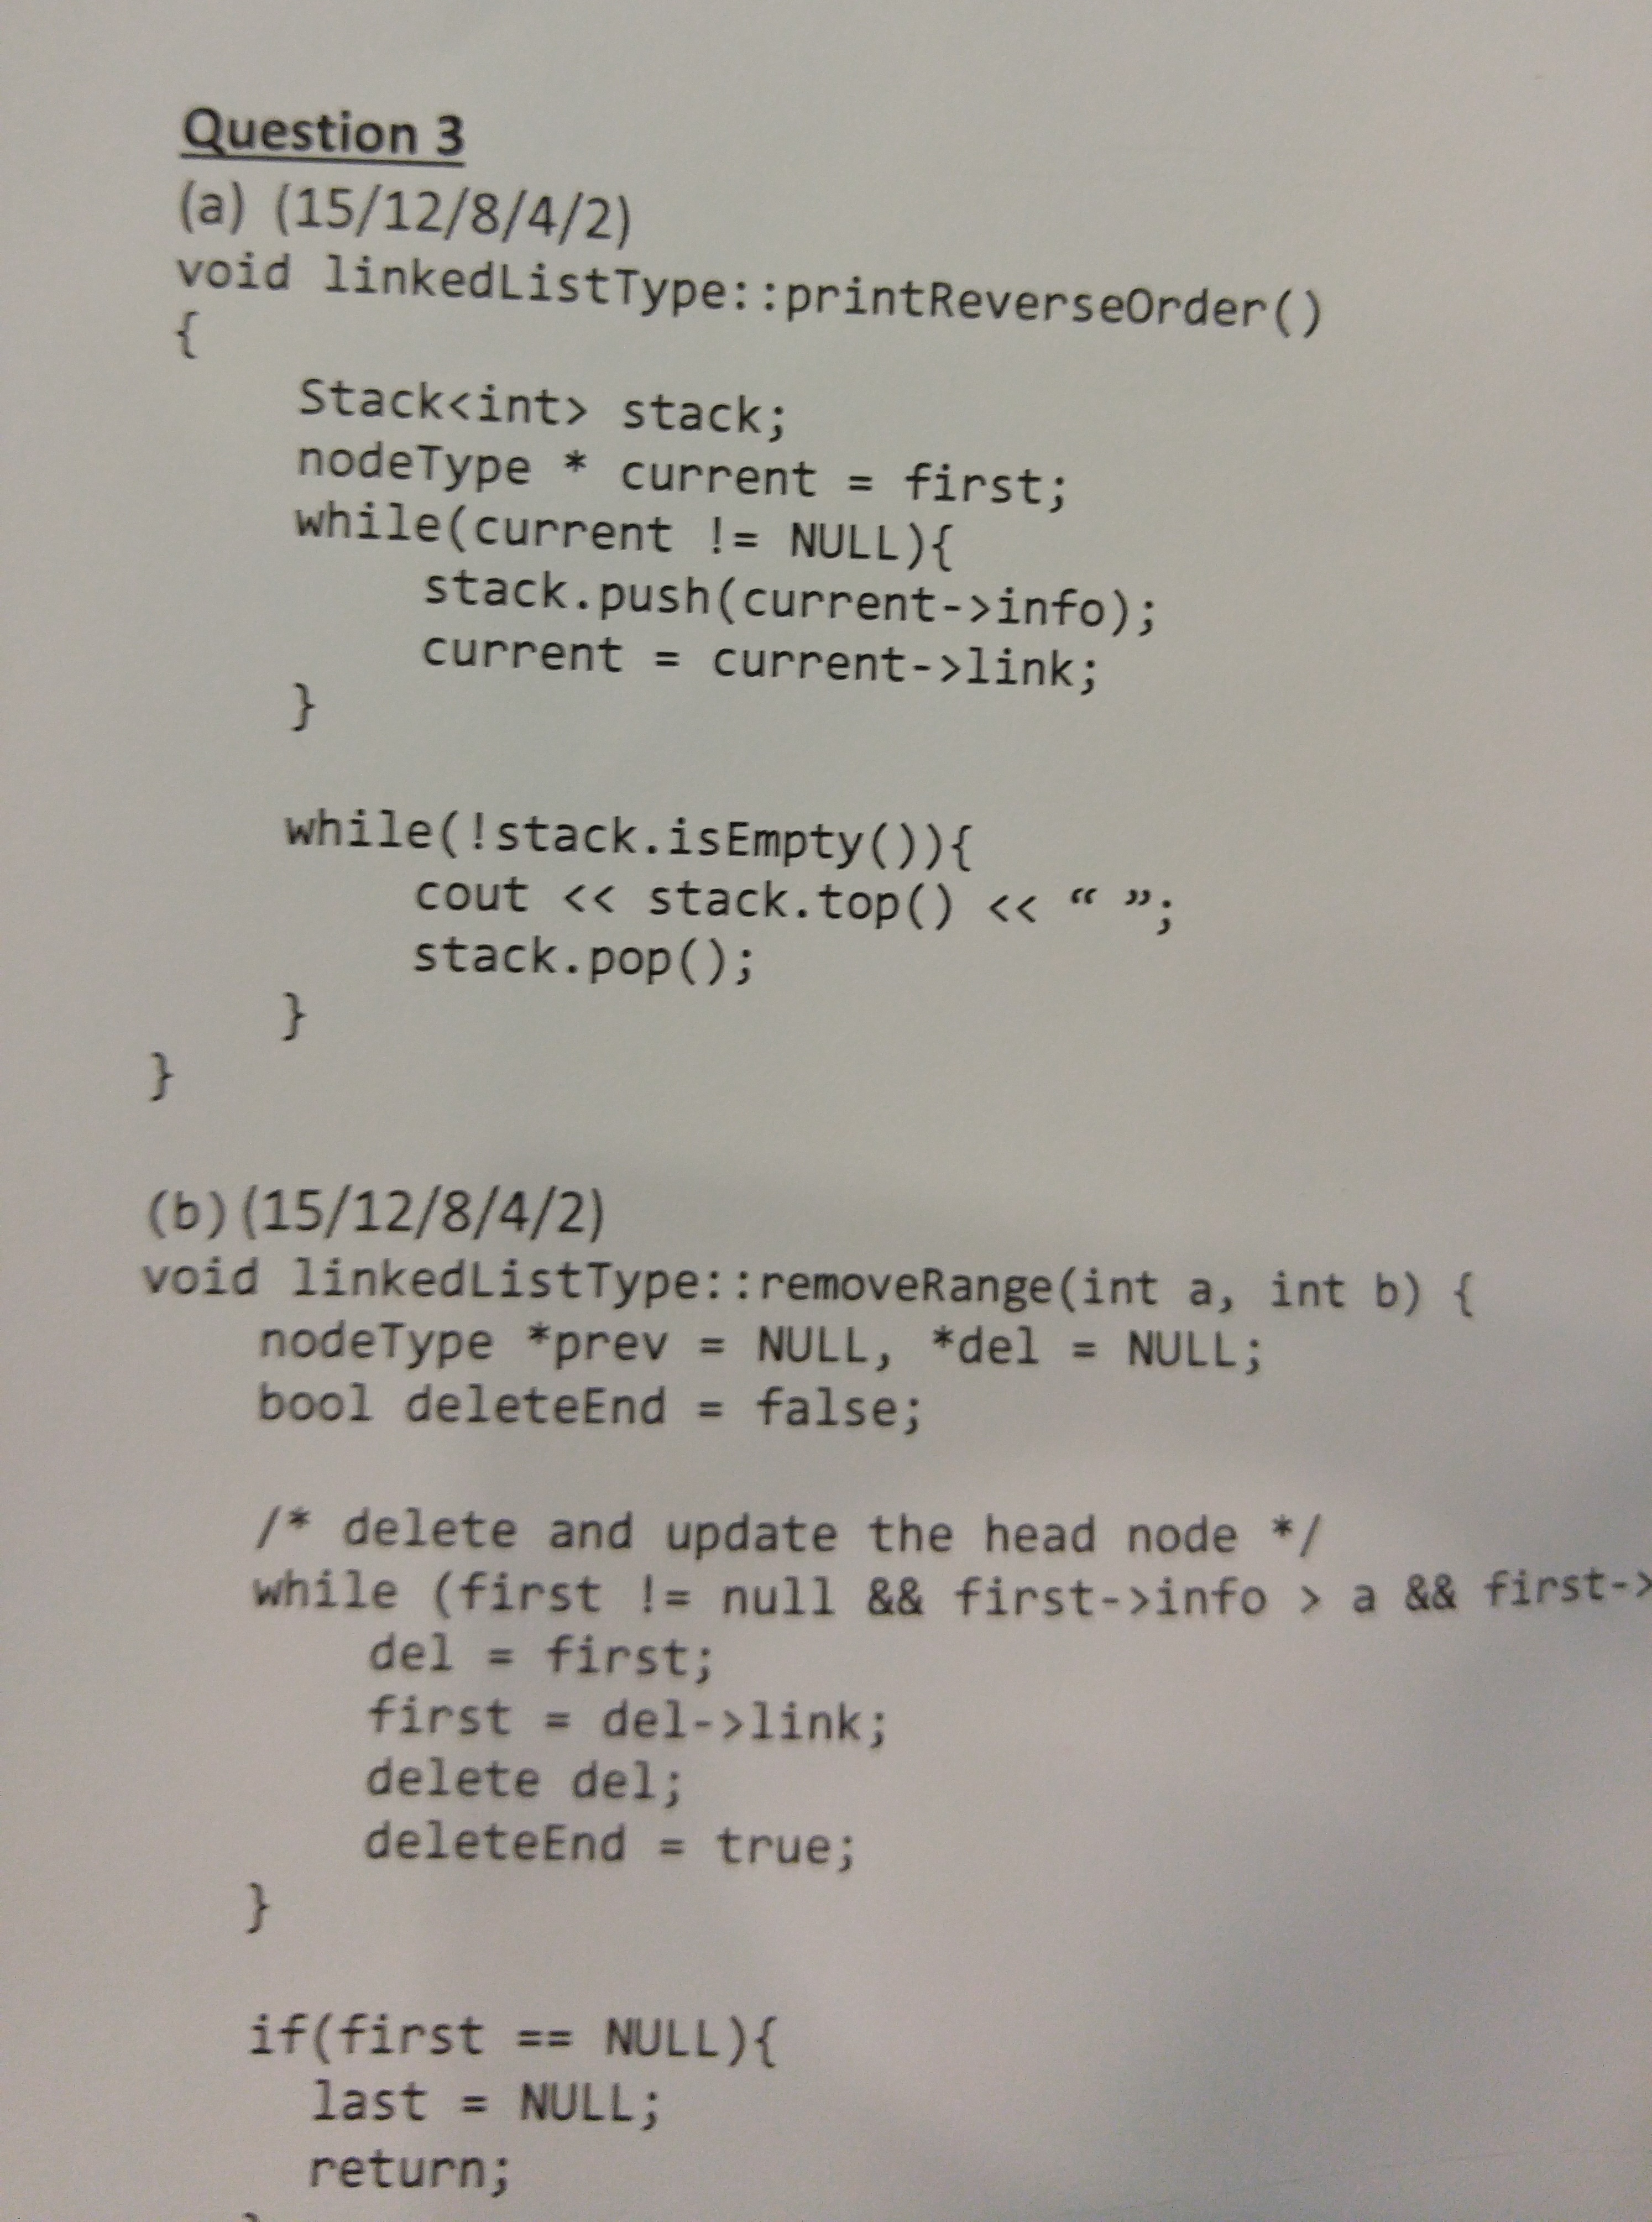 Question 3
(a) (15/12/8/4/2)
void linkedListType::printReverseOrder()
{
Stack<int> stack;
nodeType * current = first;
while(current != NULL){
stack.push(current->info);
current = current->link;
}
while(!stack.isEmpty()){
cout << stack.top() << “ ”;
stack.pop();
}
}
(b)(15/12/8/4/2)
void linkedListType::removeRange(int a, int b) {
nodeType *prev = NULL, *del = NULL;
bool deleteEnd = false;
/* delete and update the head node */
while (first != null && first->info > a && first->
del = first;
first = del->link;
delete del;
deleteEnd = true;
}
if(first == NULL){
last = NULL;
return;
}